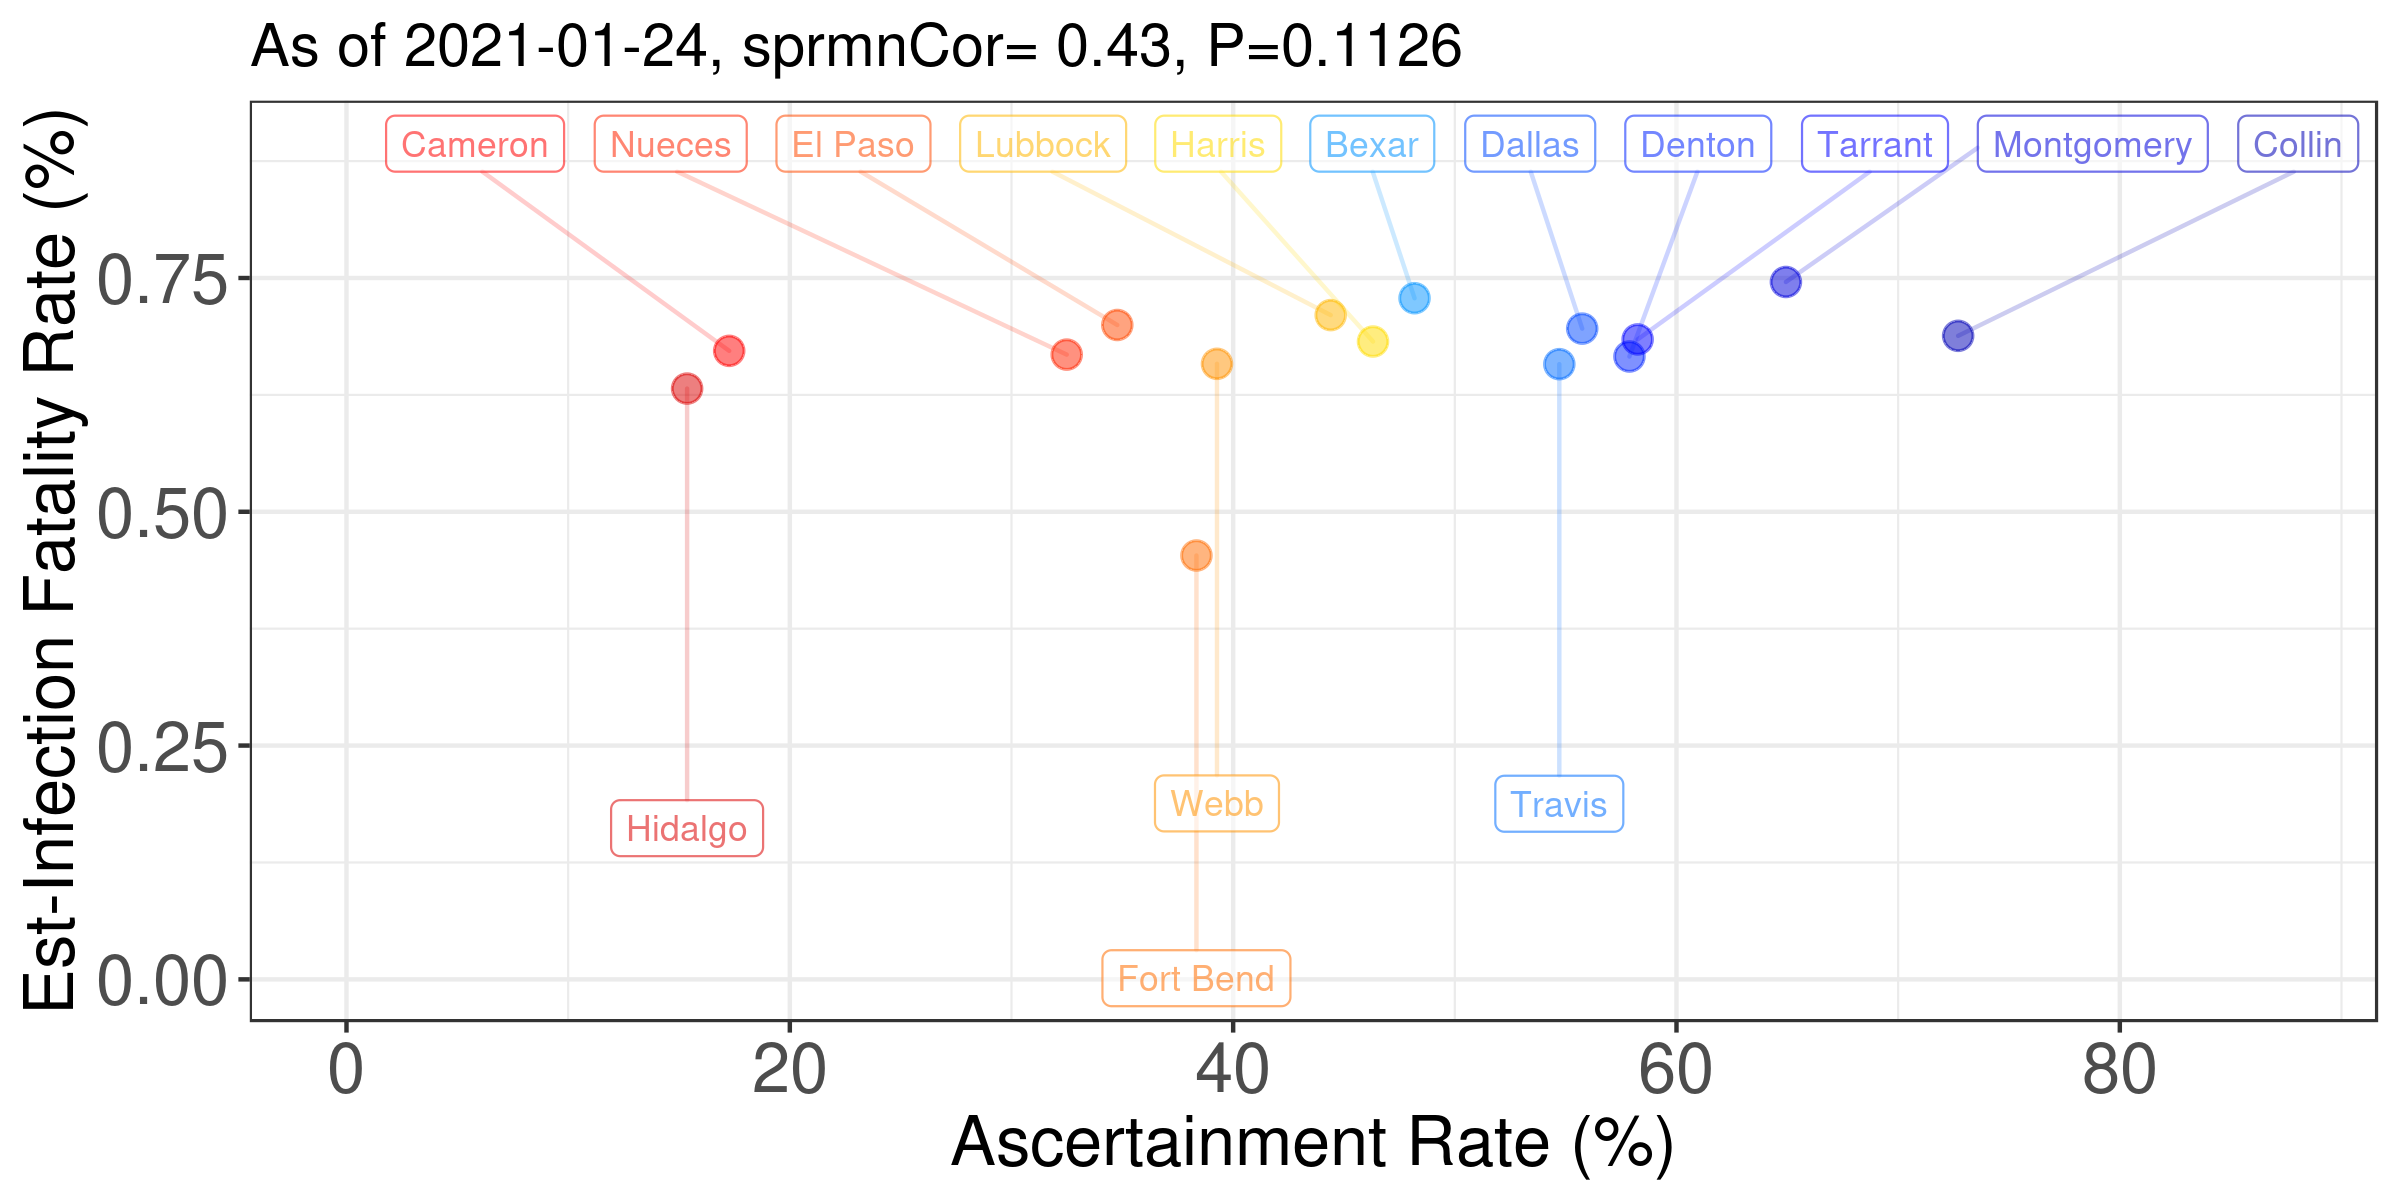 As of 2021-01-24, sprmnCor= 0.43, P=0.1126
Est-Infection Fatality Rate (%)
Cameron
Nueces
El Paso
Lubbock
Harris
Bexar
Dallas
Denton
Tarrant
Montgomery
Collin
0.75
0.50
0.25
0.00
Webb
Travis
Hidalgo
Fort Bend
0 20 40 60 80
Ascertainment Rate (%)